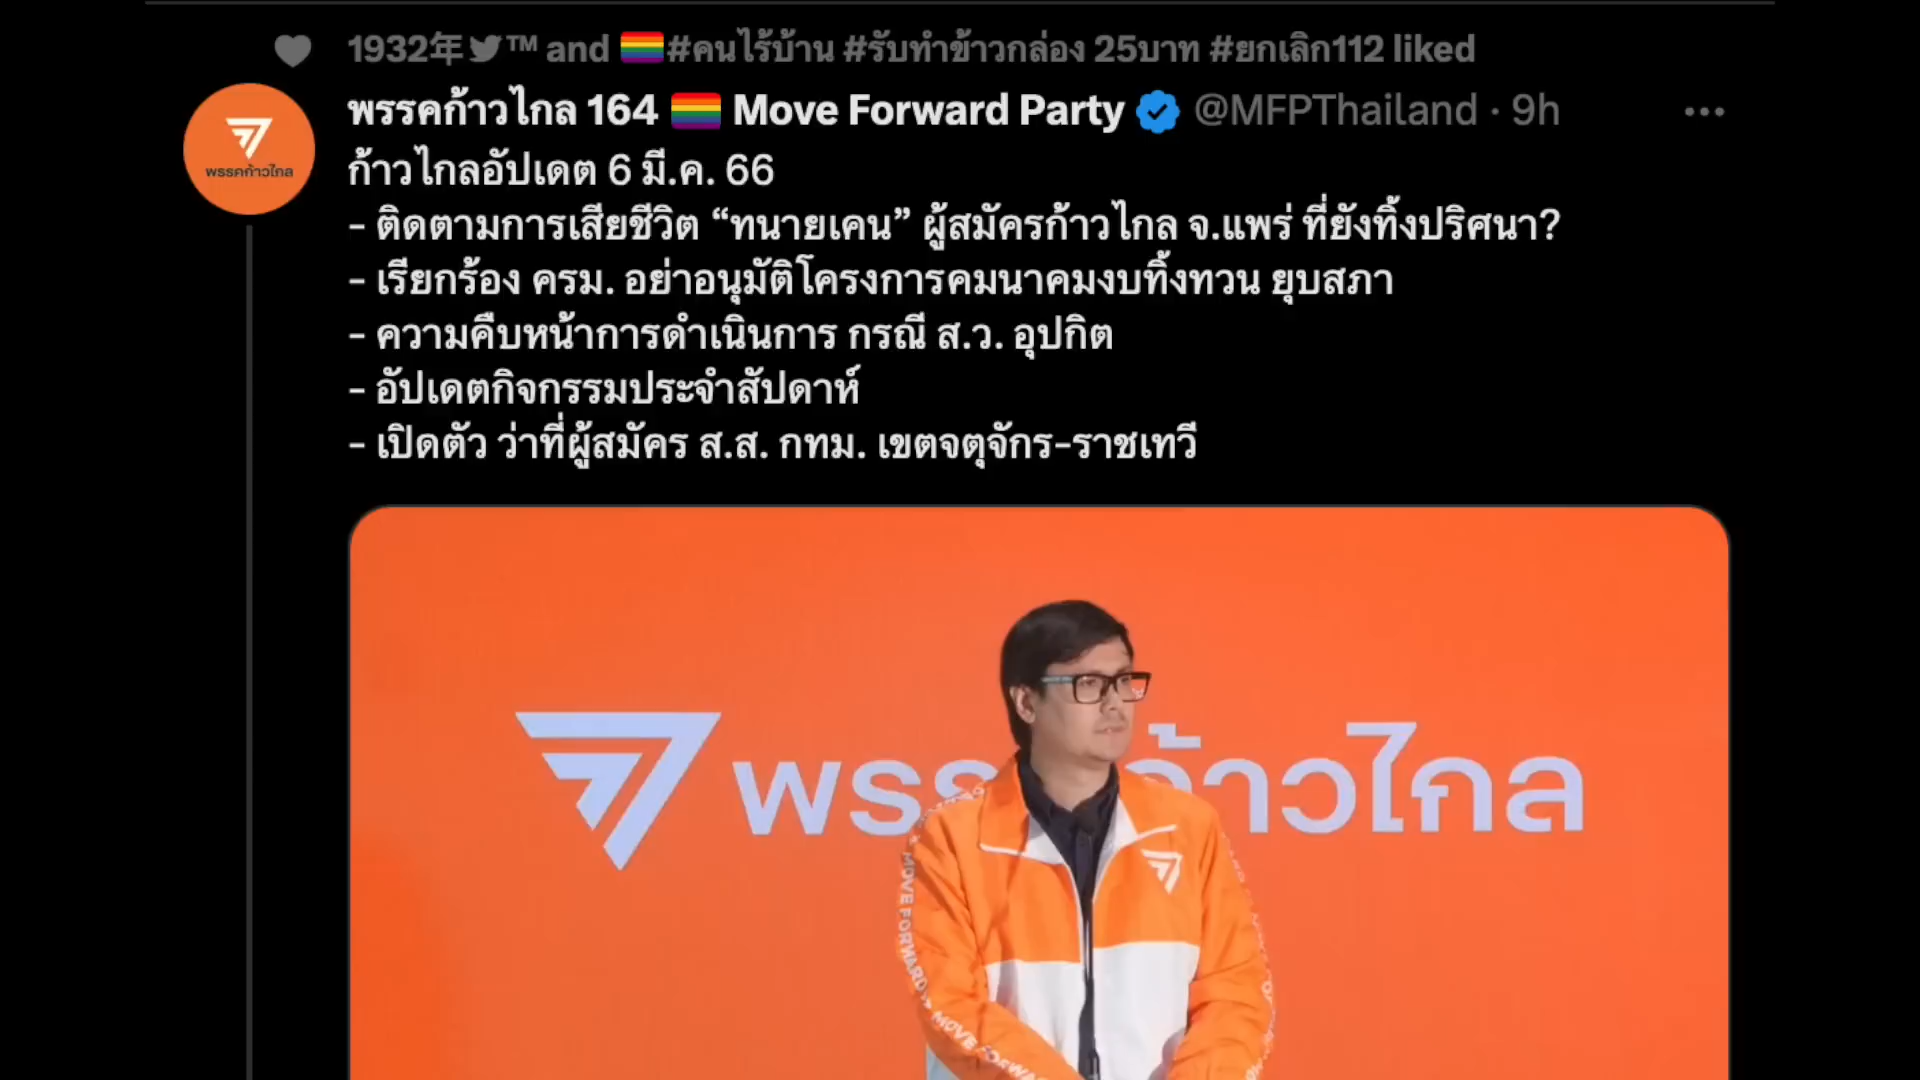 1932年™ and #คนไร้บ้าน #รับทำข้าวกล่อง 25บาท #ยกเลิก112 liked
พรรคก้าวไกล 164 Move Forward Party @MFPThailand · 9h
พรรคก้าวไกล
ก้าวไกลอัปเดต 6 มี.ค. 66
- ติดตามการเสียชีวิต “ทนายเคน” ผู้สมัครก้าวไกล จ.แพร่ ที่ยังทิ้งปริศนา?
- เรียกร้อง ครม. อย่าอนุมัติโครงการคมนาคมงบทิ้งทวน ยุบสภา
- ความคืบหน้าการดำเนินการ กรณี ส.ว. อุปกิต
- อัปเดตกิจกรรมประจำสัปดาห์
- เปิดตัว ว่าที่ผู้สมัคร ส.ส. กทม. เขตจตุจักร-ราชเทวี
พรรคก้าวไกล
MOVE FORWARD
MOVE FORWA